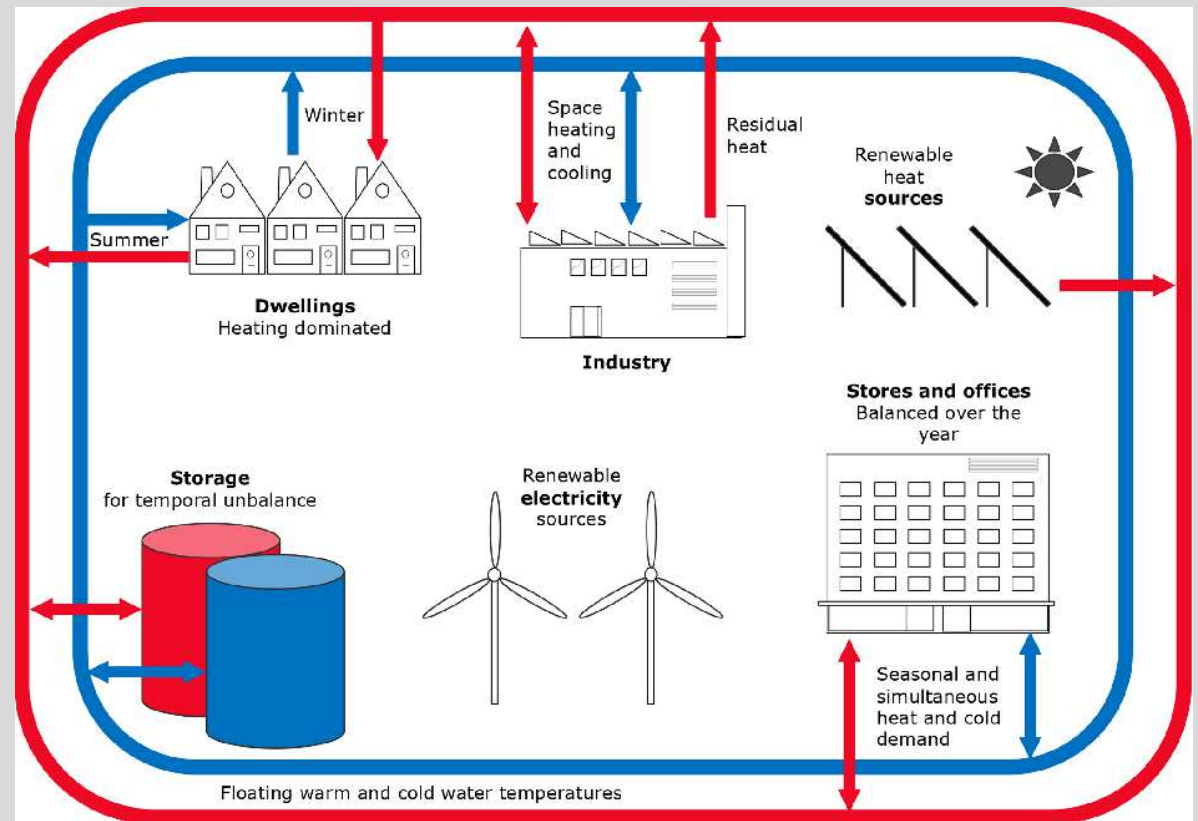 Winter
Summer
Dwellings
Heating dominated
Space
heating
and
cooling
Residual
heat
Industry
Renewable
heat
sources
Stores and offices
Balanced over the
year
Storage
for temporal unbalance
Renewable
electricity
sources
Seasonal and
simultaneous
heat and cold
demand
Floating warm and cold water temperatures